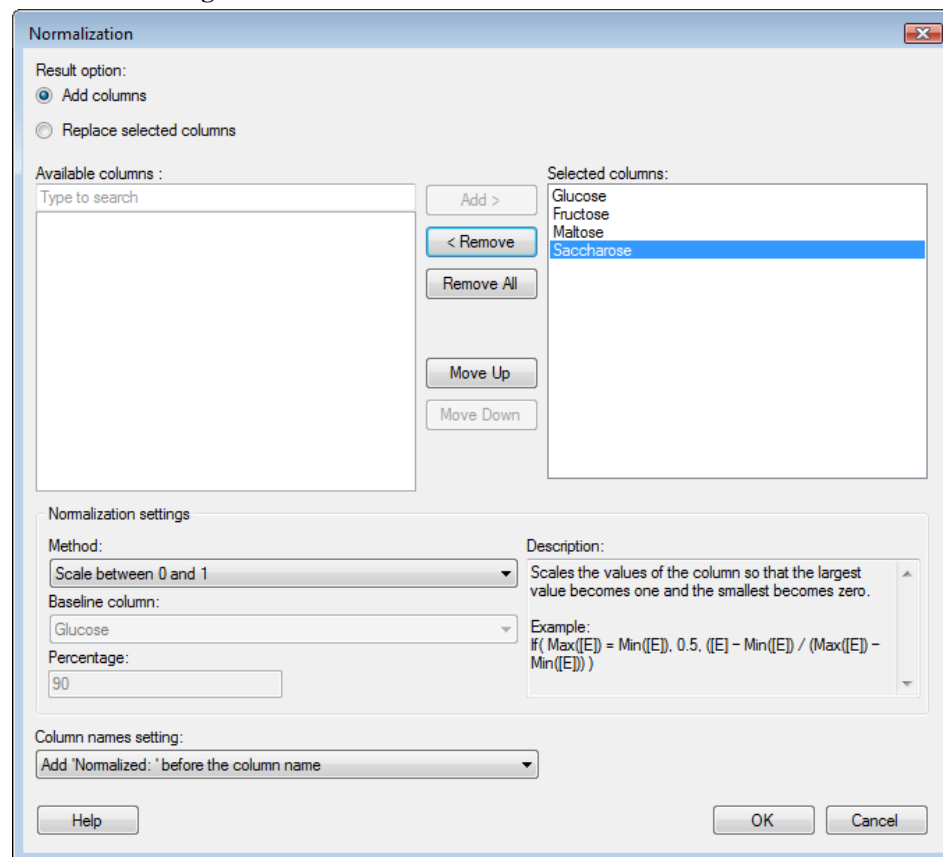 Normalization
Result option:
Add columns
Replace selected columns
Available columns :
Type to search
Add >
< Remove
Remove All
Move Up
Move Down
Selected columns:
Glucose
Fructose
Maltose
Saccharose
Normalization settings
Method:
Scale between 0 and 1
Baseline column:
Glucose
Percentage:
90
Description:
Scales the values of the column so that the largest
value becomes one and the smallest becomes zero.
Example:
If( Max([E]) = Min([E]), 0.5, ([E] − Min([E]) / (Max([E]) −
Min([E])) )
Column names setting:
Add 'Normalized: ' before the column name
Help
OK
Cancel